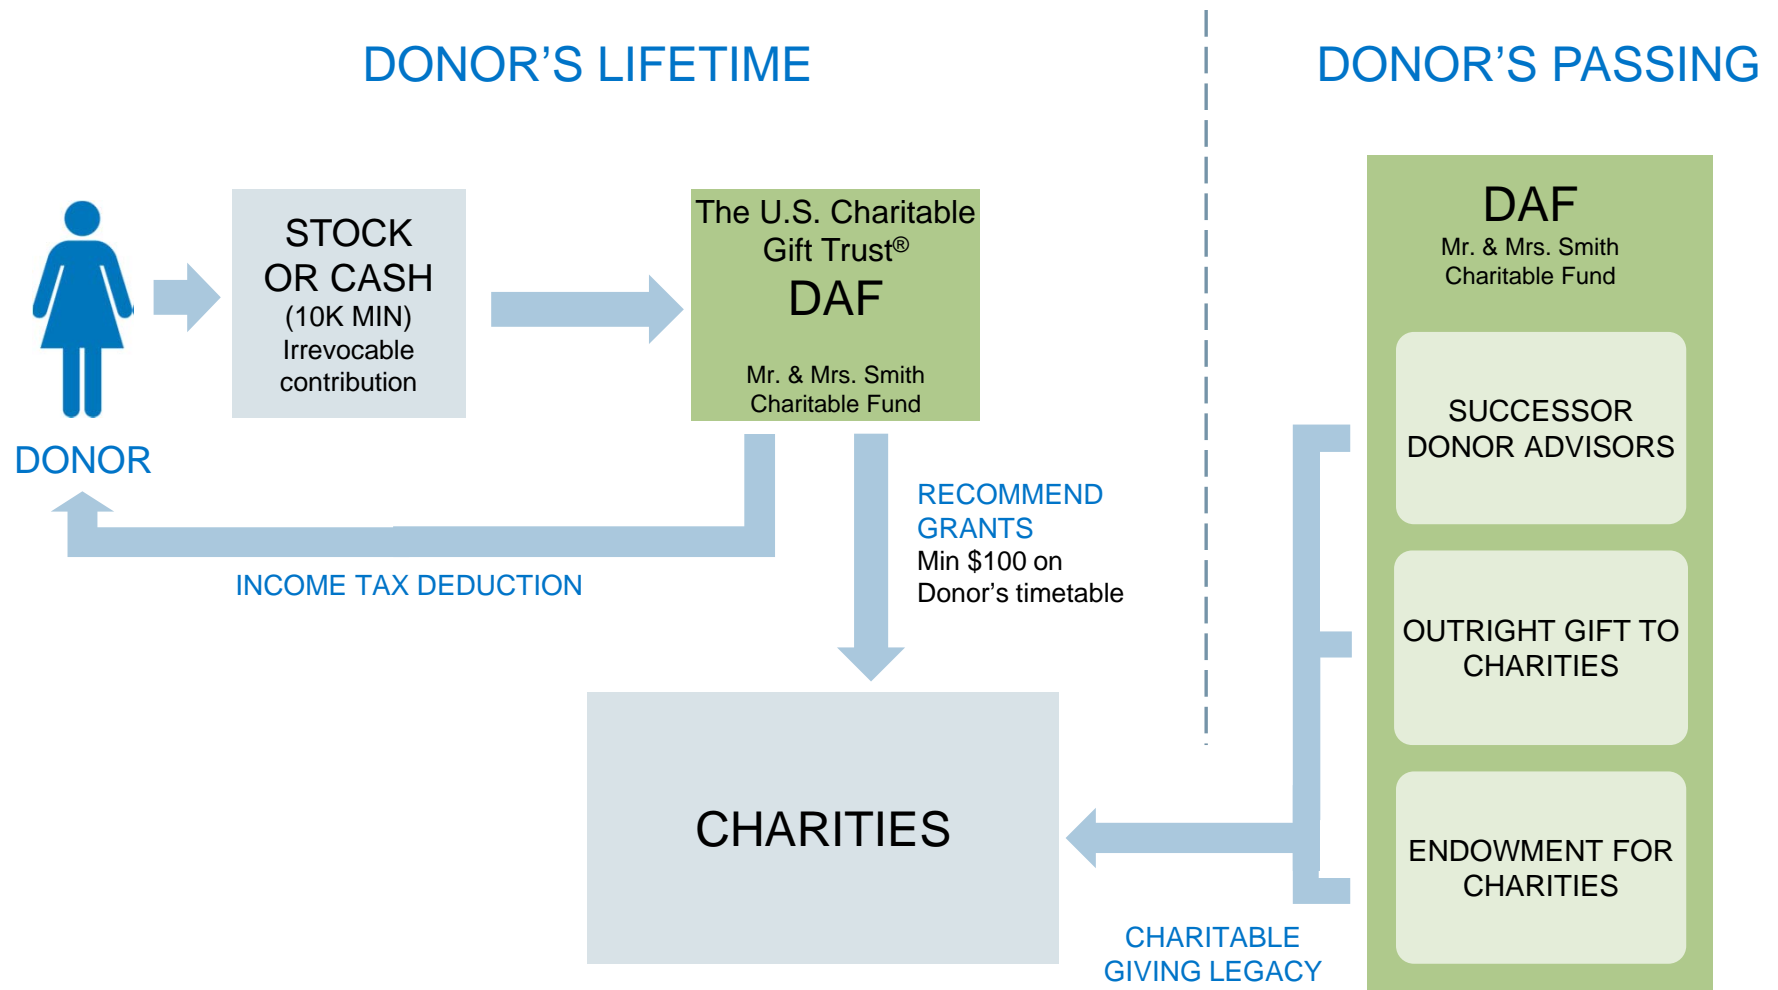 DONOR’S LIFETIME
DONOR’S PASSING
DONOR
STOCK
OR CASH
(10K MIN)
Irrevocable
contribution
The U.S. Charitable
Gift Trust®
DAF
Mr. & Mrs. Smith
Charitable Fund
INCOME TAX DEDUCTION
RECOMMEND
GRANTS
Min $100 on
Donor’s timetable
CHARITIES
DAF
Mr. & Mrs. Smith
Charitable Fund
SUCCESSOR
DONOR ADVISORS
OUTRIGHT GIFT TO
CHARITIES
ENDOWMENT FOR
CHARITIES
CHARITABLE
GIVING LEGACY